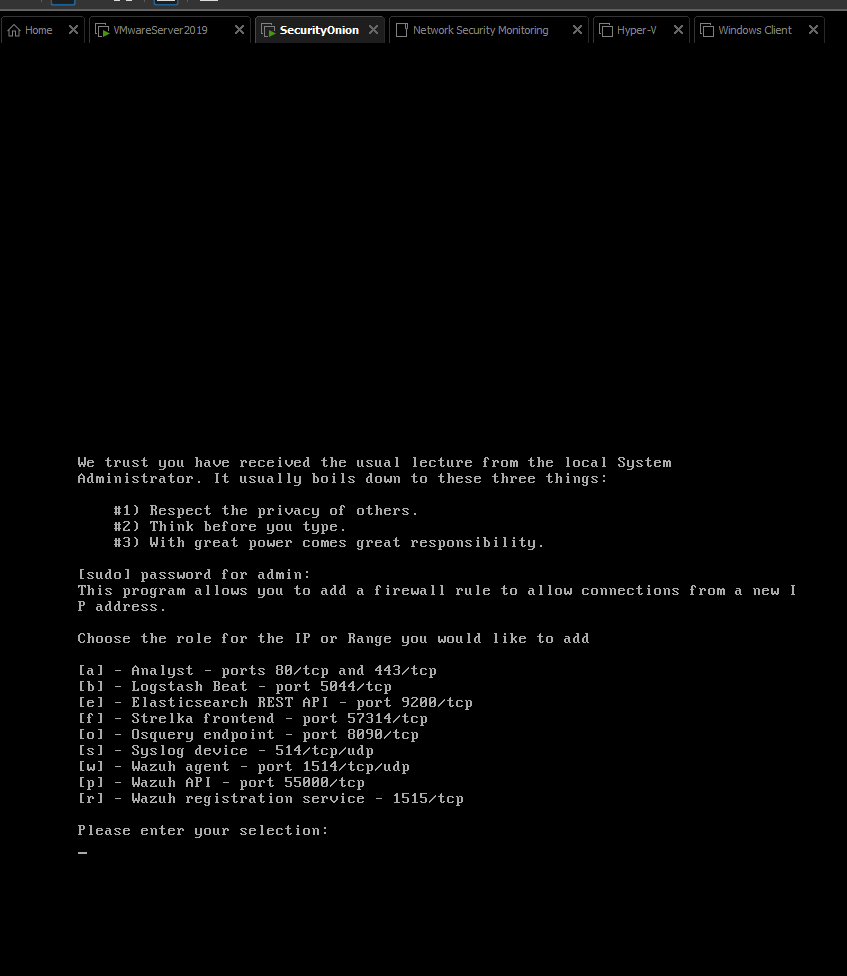 Home
VMwareServer2019
SecurityOnion
Network Security Monitoring
Hyper-V
Windows Client
We trust you have received the usual lecture from the local System
Administrator. It usually boils down to these three things:
#1) Respect the privacy of others.
#2) Think before you type.
#3) With great power comes great responsibility.
[sudo] password for admin:
This program allows you to add a firewall rule to allow connections from a new I
P address.
Choose the role for the IP or Range you would like to add
[a] - Analyst - ports 80/tcp and 443/tcp
[b] - Logstash Beat - port 5044/tcp
[e] - Elasticsearch REST API - port 9200/tcp
[f] - Strelka frontend - port 57314/tcp
[o] - Osquery endpoint - port 8090/tcp
[s] - Syslog device - 514/tcp/udp
[w] - Wazuh agent - port 1514/tcp/udp
[p] - Wazuh API - port 55000/tcp
[r] - Wazuh registration service - 1515/tcp
Please enter your selection: